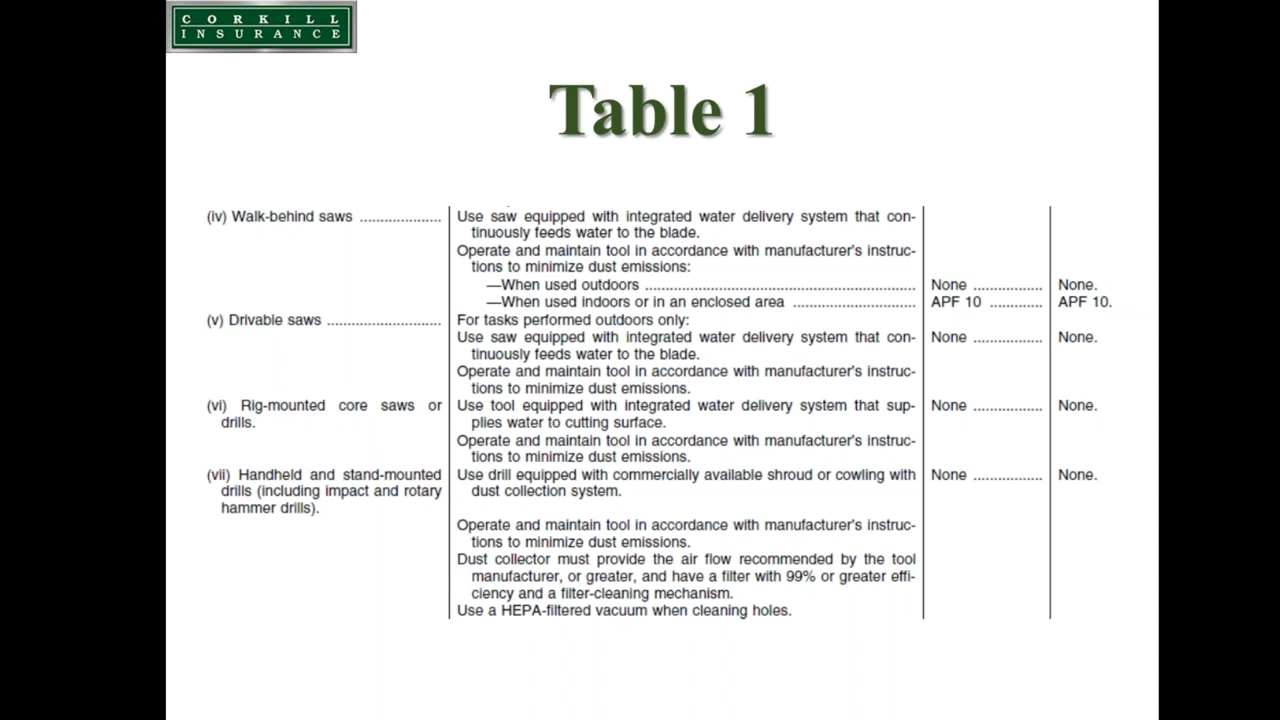 CORKILL
INSURANCE
Table 1
(iv) Walk-behind saws .................... Use saw equipped with integrated water delivery system that con-
tinuously feeds water to the blade.
Operate and maintain tool in accordance with manufacturer's instruc-
tions to minimize dust emissions:
—When used outdoors .................................................................. None ................. None.
—When used indoors or in an enclosed area .............................. APF 10 ............. APF 10.
(v) Drivable saws ............................ For tasks performed outdoors only:
Use saw equipped with integrated water delivery system that con- None ................. None.
tinuously feeds water to the blade.
Operate and maintain tool in accordance with manufacturer's instruc-
tions to minimize dust emissions.
(vi) Rig-mounted core saws or Use tool equipped with integrated water delivery system that sup- None ................. None.
drills. plies water to cutting surface.
Operate and maintain tool in accordance with manufacturer's instruc-
tions to minimize dust emissions.
(vii) Handheld and stand-mounted Use drill equipped with commercially available shroud or cowling with None ................. None.
drills (including impact and rotary dust collection system.
hammer drills).
Operate and maintain tool in accordance with manufacturer's instruc-
tions to minimize dust emissions.
Dust collector must provide the air flow recommended by the tool
manufacturer, or greater, and have a filter with 99% or greater effi-
ciency and a filter-cleaning mechanism.
Use a HEPA-filtered vacuum when cleaning holes.